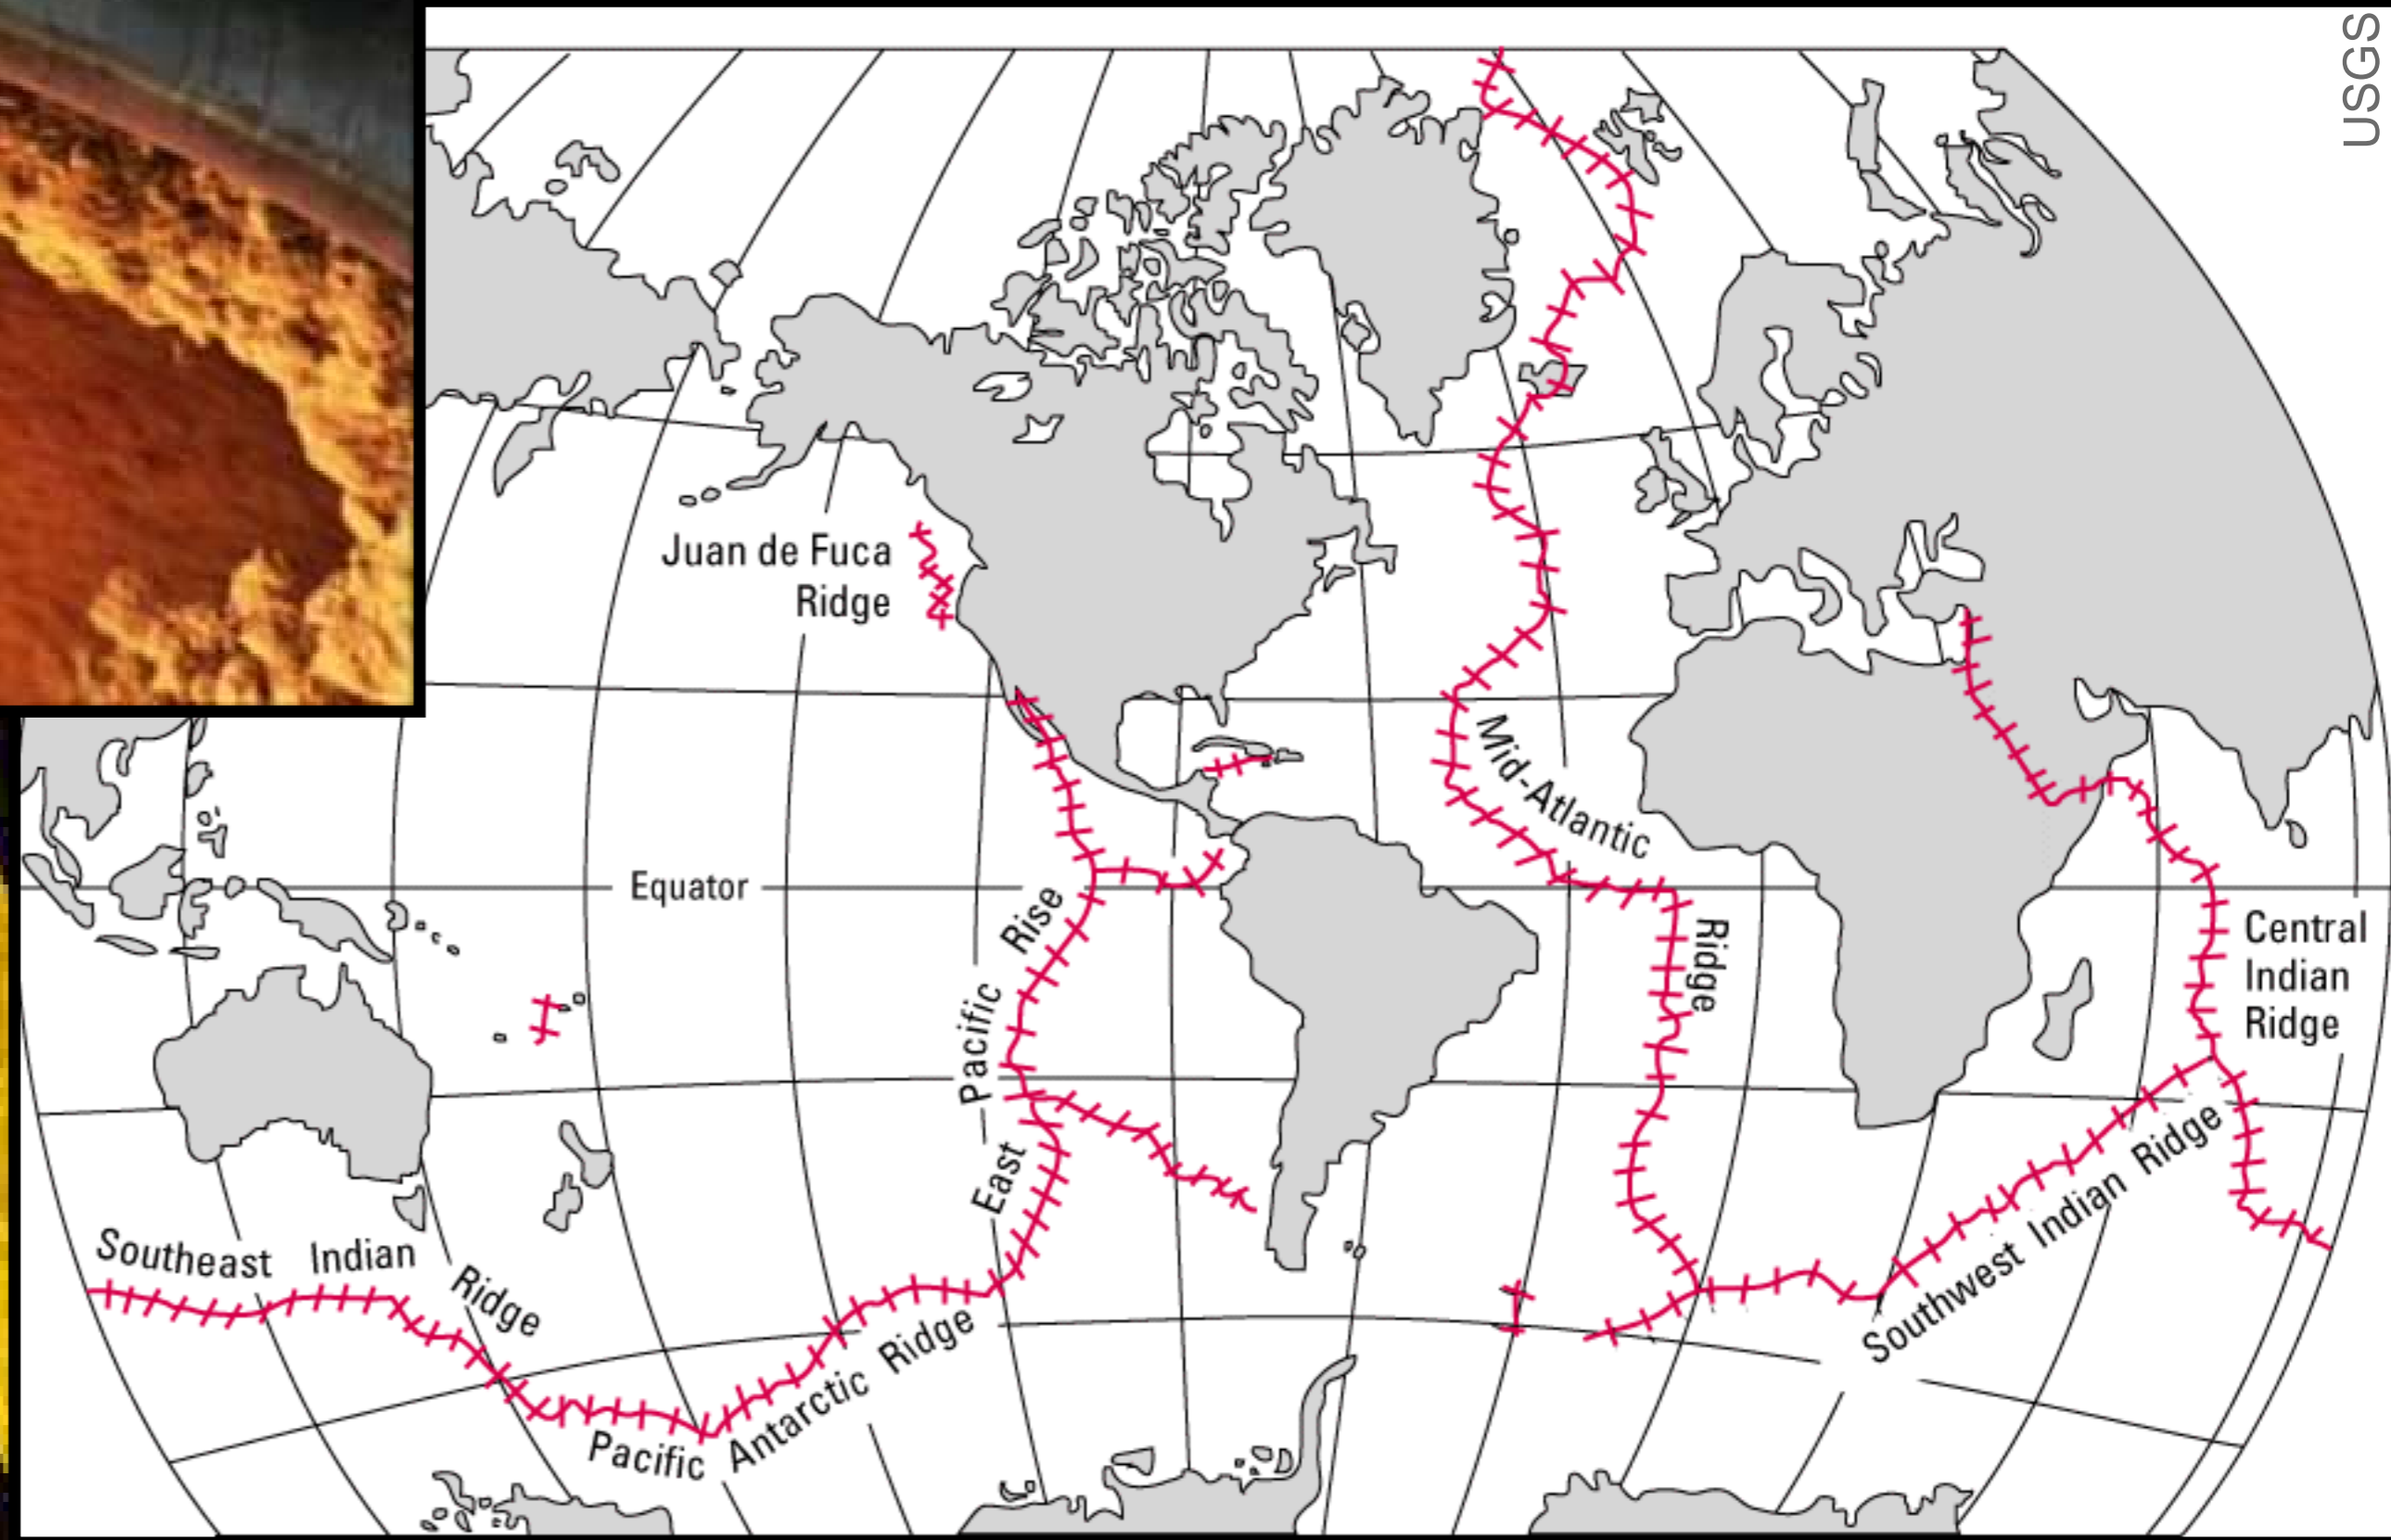 USGS
Juan de Fuca
Ridge
Mid-Atlantic
Ridge
Equator
East Pacific Rise
Central
Indian
Ridge
Southeast Indian Ridge
Pacific Antarctic Ridge
Southwest Indian Ridge